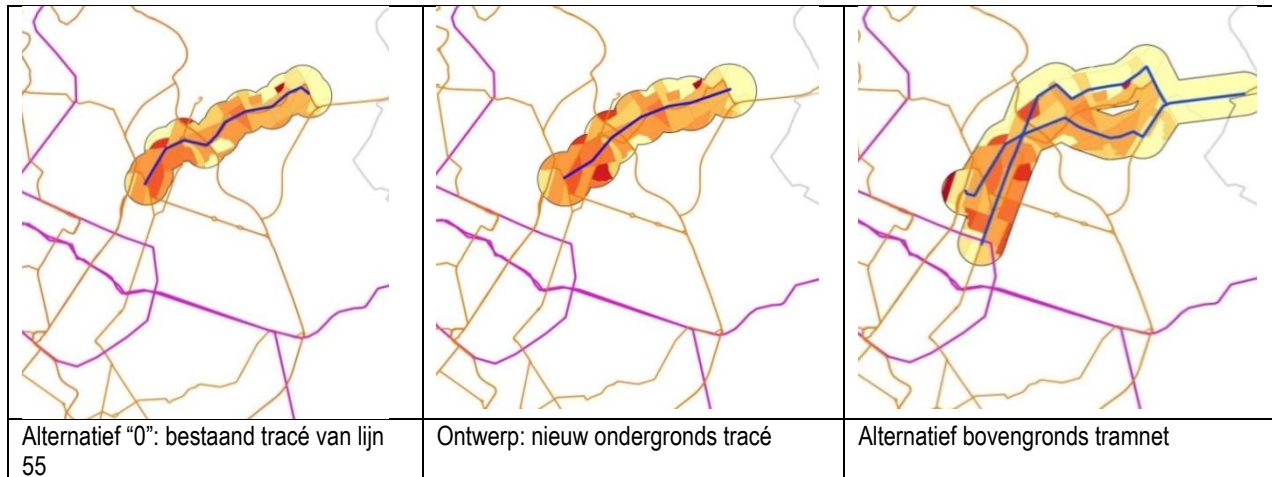 Alternatief “0”: bestaand tracé van lijn
55
Ontwerp: nieuw ondergronds tracé
Alternatief bovengronds tramnet